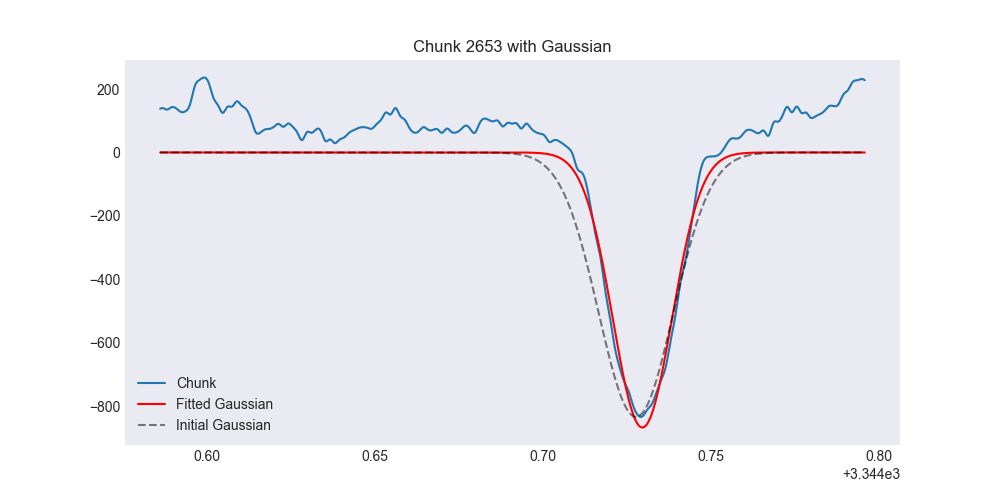 Chunk 2653 with Gaussian
200
0
−200
−400
−600
−800
Chunk
Fitted Gaussian
Initial Gaussian
0.60 0.65 0.70 0.75 0.80
+3.344e3